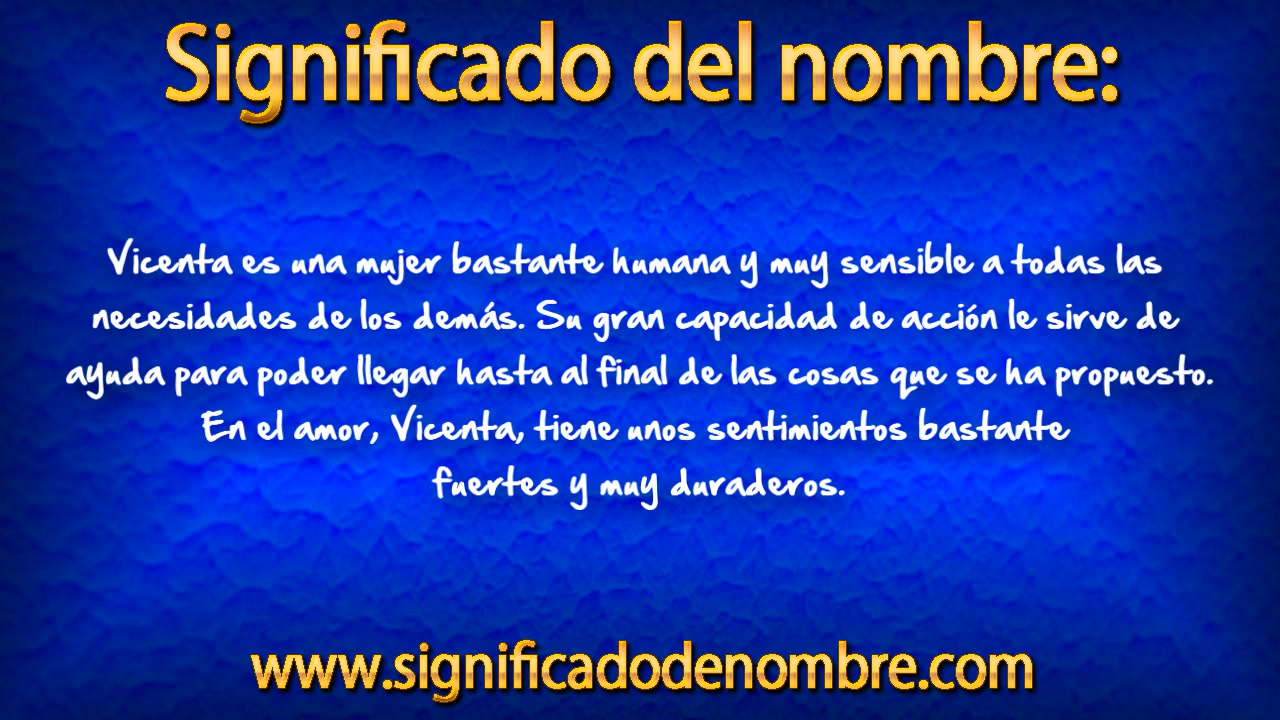 Significado del nombre:
Vicenta es una mujer bastante humana y muy sensible a todas las
necesidades de los demás. Su gran capacidad de acción le sirve de
ayuda para poder llegar hasta al final de las cosas que se ha propuesto.
En el amor, Vicenta, tiene unos sentimientos bastante
fuertes y muy duraderos.
www.significadodenombre.com